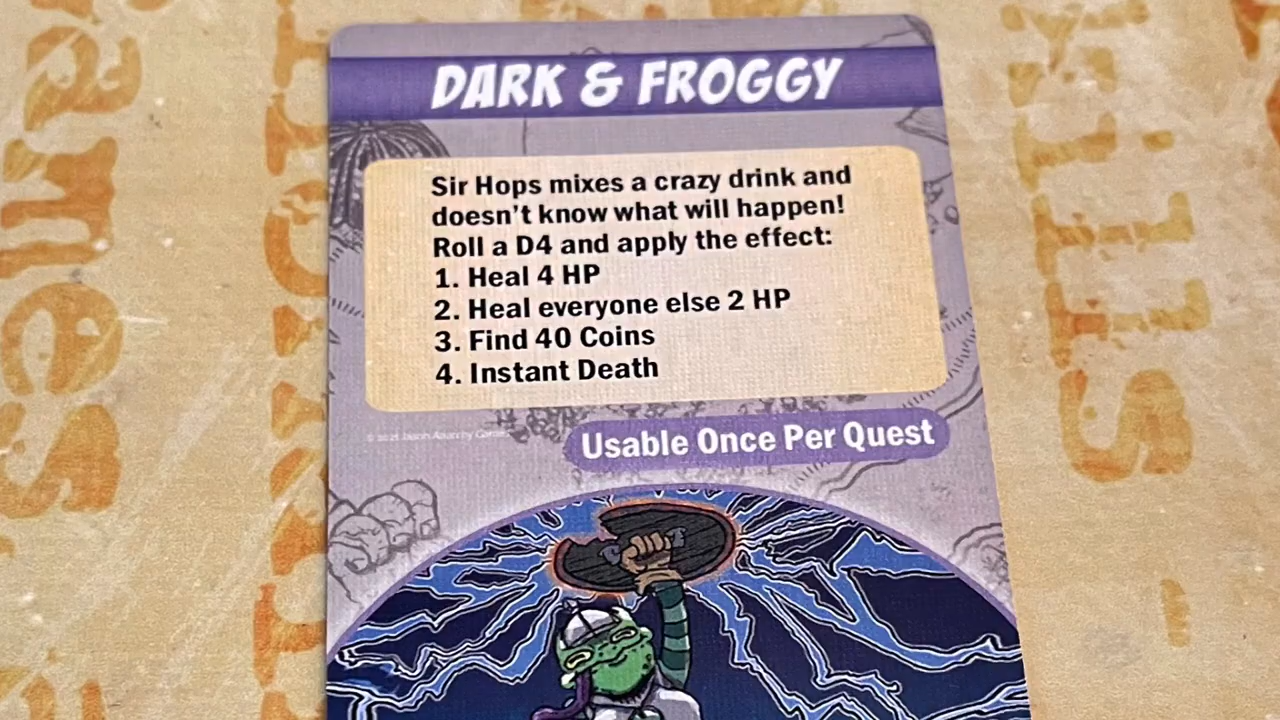 DARK & FROGGY
Sir Hops mixes a crazy drink and
doesn't know what will happen!
Roll a D4 and apply the effect:
1. Heal 4 HP
2. Heal everyone else 2 HP
3. Find 40 Coins
4. Instant Death
Usable Once Per Quest